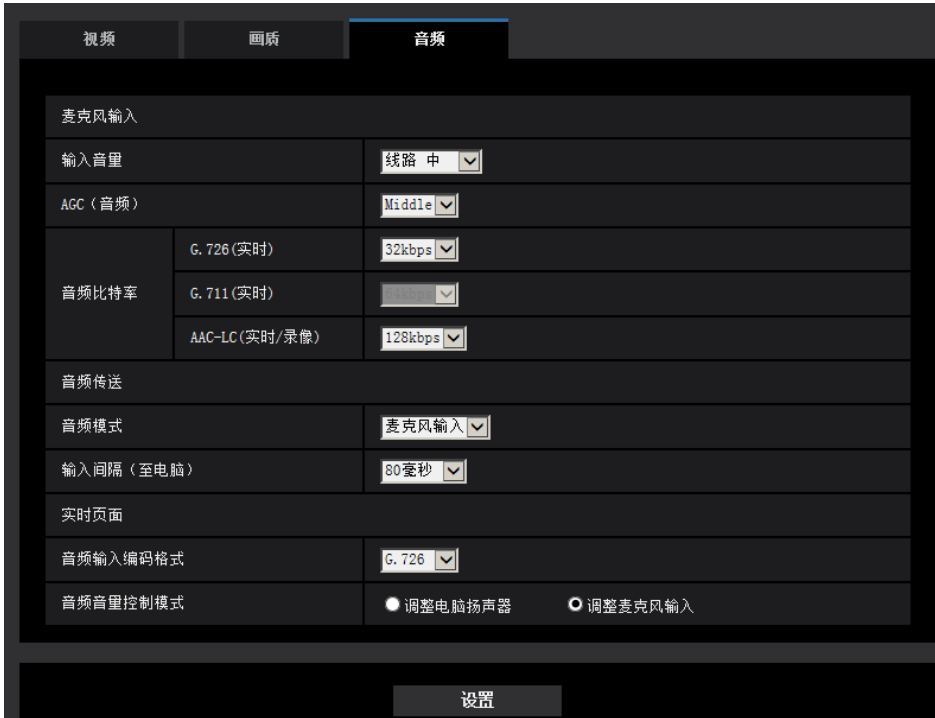 视频 画质 音频
麦克风输入
输入音量 线路 中
AGC（音频） Middle
音频比特率 G.726(实时) 32kbps
G.711(实时) 64kbps
AAC-LC(实时/录像) 128kbps
音频传送
音频模式 麦克风输入
输入间隔（至电脑） 80毫秒
实时页面
音频输入编码格式 G.726
音频音量控制模式 调整电脑扬声器 调整麦克风输入
设置